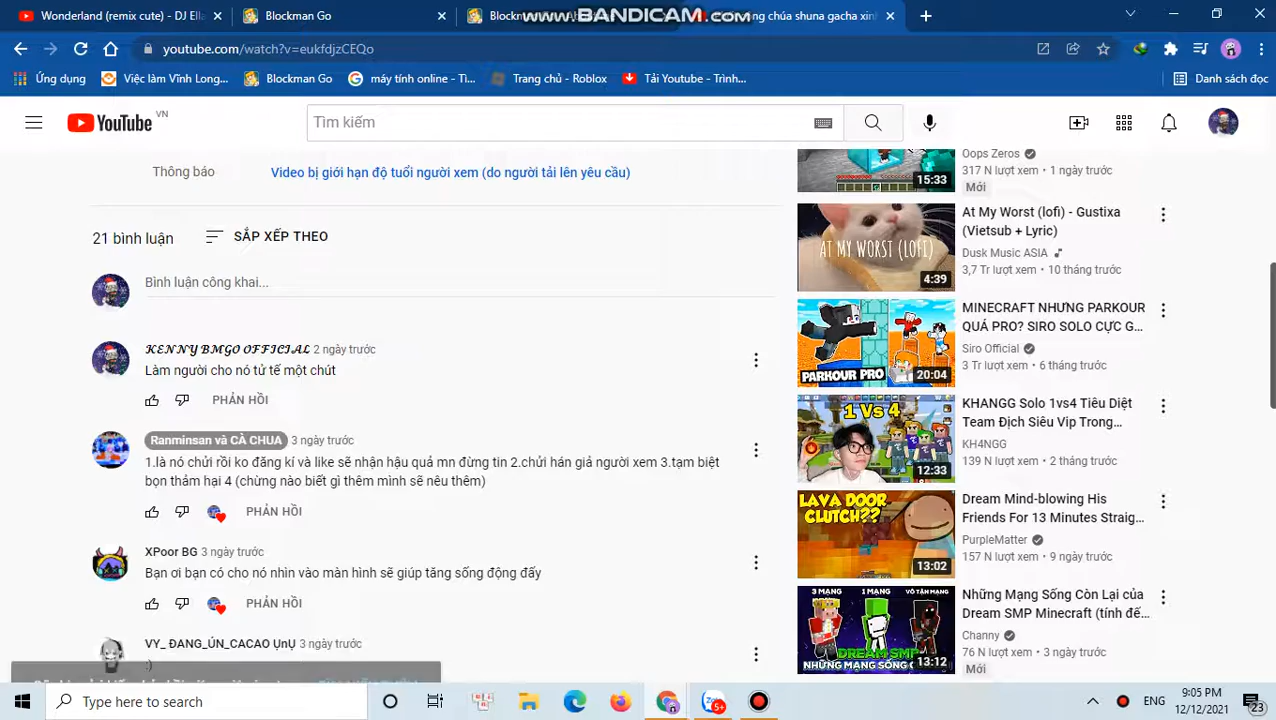 Wonderland (remix cute) - DJ Ella
Blockman Go
Blockm
www.BANDICAM.com
ng chúa shuna gacha xinh
youtube.com/watch?v=eukfdjzCEQo
Ứng dụng
Việc làm Vĩnh Long...
Blockman Go
máy tính online - Tì...
Trang chủ - Roblox
Tải Youtube - Trình...
Danh sách đọc
YouTube VN
Tìm kiếm
Thông báo
Video bị giới hạn độ tuổi người xem (do người tải lên yêu cầu)
21 bình luận
SẮP XẾP THEO
Bình luận công khai...
𝓚𝓔𝓝𝓝𝓨 𝓑𝓜𝓖𝓞 𝓞𝓕𝓕𝓘𝓒𝓘𝓐𝓛 2 ngày trước
Làm người cho nó tử tế một chút
PHẢN HỒI
Ranminsan và CÀ CHUA 3 ngày trước
1.là nó chửi rồi ko đăng kí và like sẽ nhận hậu quả mn đừng tin 2.chửi hán giả người xem 3.tạm biệt
bọn thảm hại 4 (chừng nào biết gì thêm mình sẽ nêu thêm)
PHẢN HỒI
XPoor BG 3 ngày trước
Bạn ơi bạn có cho nó nhìn vào màn hình sẽ giúp tăng sống động đấy
PHẢN HỒI
VY_ ĐANG_ÚN_CACAO ỤnỤ 3 ngày trước
:)
15:33
Oops Zeros
317 N lượt xem • 1 ngày trước
Mới
AT MY WORST (LOFI)
4:39
At My Worst (lofi) - Gustixa
(Vietsub + Lyric)
Dusk Music ASIA
3,7 Tr lượt xem • 10 tháng trước
PARKOUR PRO
20:04
MINECRAFT NHƯNG PARKOUR
QUÁ PRO? SIRO SOLO CỰC G...
Siro Official
3 Tr lượt xem • 6 tháng trước
1 Vs 4
12:33
KHANGG Solo 1vs4 Tiêu Diệt
Team Địch Siêu Vip Trong...
KH4NGG
139 N lượt xem • 2 tháng trước
LAVA DOOR
CLUTCH??
13:02
Dream Mind-blowing His
Friends For 13 Minutes Straig...
PurpleMatter
157 N lượt xem • 9 ngày trước
3 MẠNG
1 MẠNG
VÔ TẬN MẠNG
DREAM SMP
NHỮNG MẠNG SỐNG
13:12
Những Mạng Sống Còn Lại của
Dream SMP Minecraft (tính đế...
Channy
76 N lượt xem • 3 ngày trước
Mới
Type here to search
5+
ENG
9:05 PM
12/12/2021
23